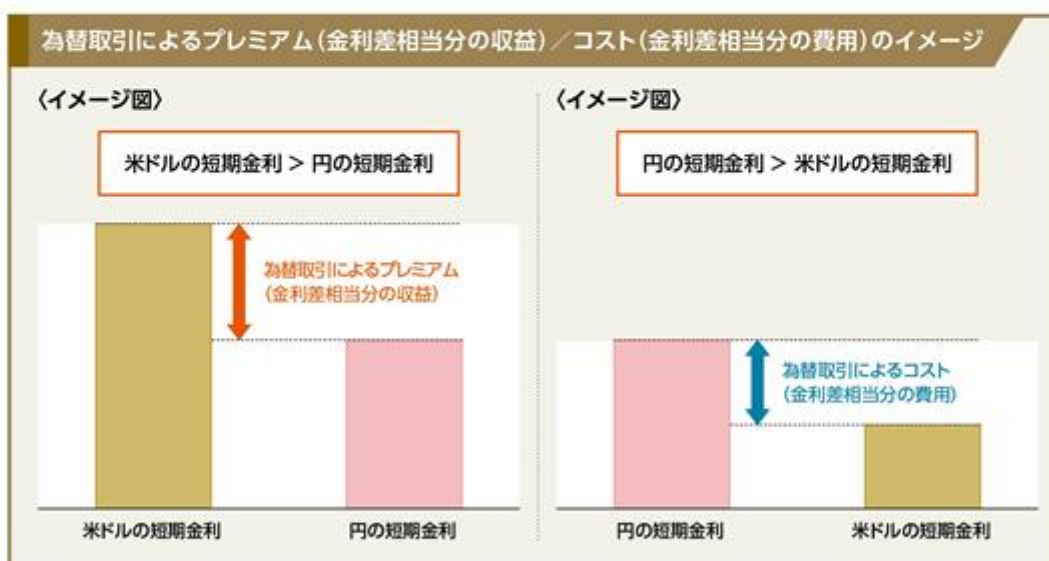 為替取引によるプレミアム(金利差相当分の収益)／コスト(金利差相当分の費用)のイメージ
〈イメージ図〉
米ドルの短期金利 > 円の短期金利
為替取引によるプレミアム
(金利差相当分の収益)
米ドルの短期金利
円の短期金利
〈イメージ図〉
円の短期金利 > 米ドルの短期金利
為替取引によるコスト
(金利差相当分の費用)
円の短期金利
米ドルの短期金利